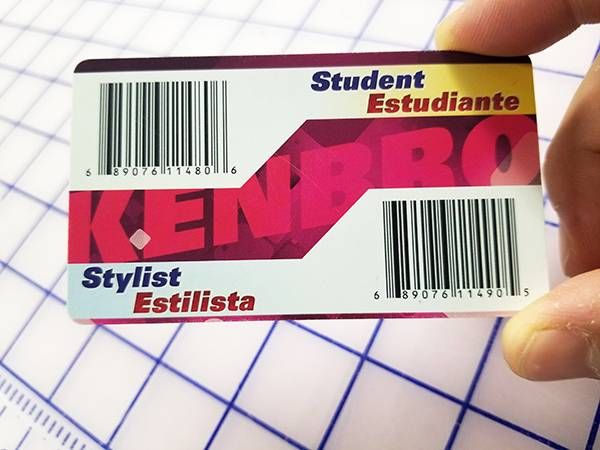 Student
Estudiante
6 89076 11480 6
KENBRO
Stylist
Estilista
6 89076 11490 5